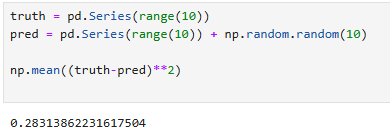 truth = pd.Series(range(10))
pred = pd.Series(range(10)) + np.random.random(10)
np.mean((truth-pred)**2)
0.28313862231617504